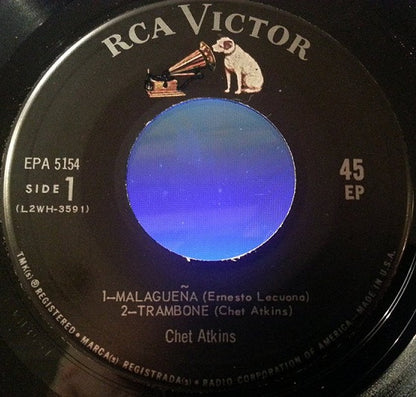 RCA VICTOR
EPA 5154
SIDE 1
(L2WH-3591)
45
EP
1—MALAGUEÑA (Ernesto Lecuona)
2—TRAMBONE (Chet Atkins)
Chet Atkins
TMK(s) ® REGISTERED • MARCA(s) REGISTRADA(s) • RADIO CORPORATION OF AMERICA - MADE IN U.S.A.